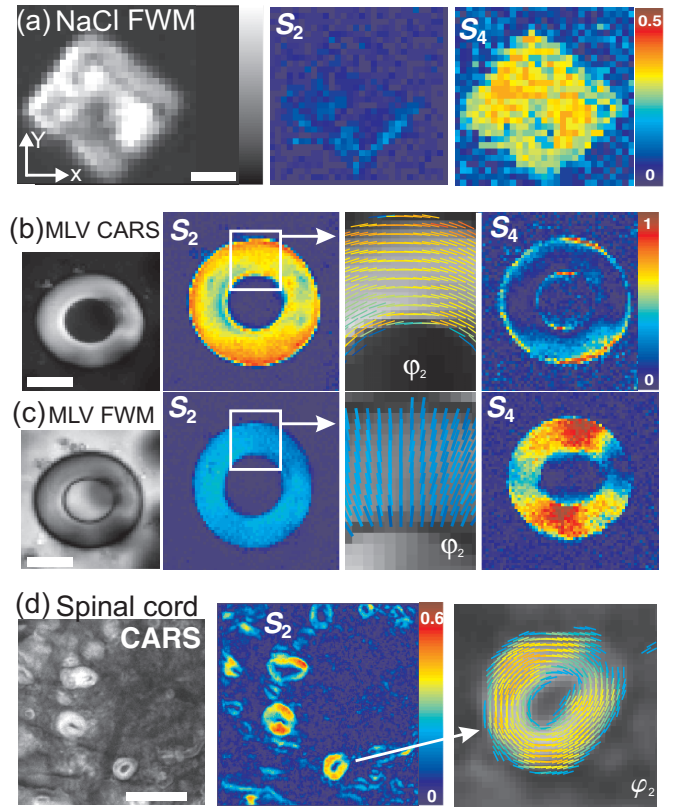 (a) NaCl FWM
S2
S4
0.5
0
Y
x
(b) MLV CARS
S2
φ2
S4
1
0
(c) MLV FWM
S2
φ2
S4
(d) Spinal cord
CARS
S2
0.6
0
φ2